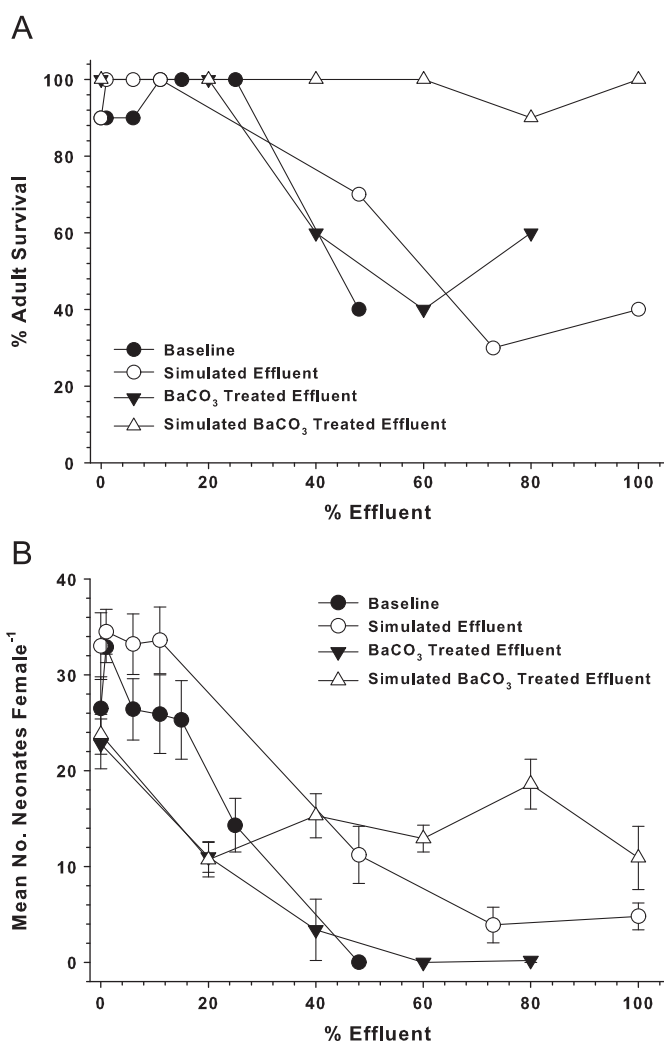 A
% Adult Survival
100
80
60
40
20
0
Baseline
Simulated Effluent
BaCO₃ Treated Effluent
Simulated BaCO₃ Treated Effluent
0 20 40 60 80 100
% Effluent
B
Mean No. Neonates Female⁻¹
40
30
20
10
0
Baseline
Simulated Effluent
BaCO₃ Treated Effluent
Simulated BaCO₃ Treated Effluent
0 20 40 60 80 100
% Effluent